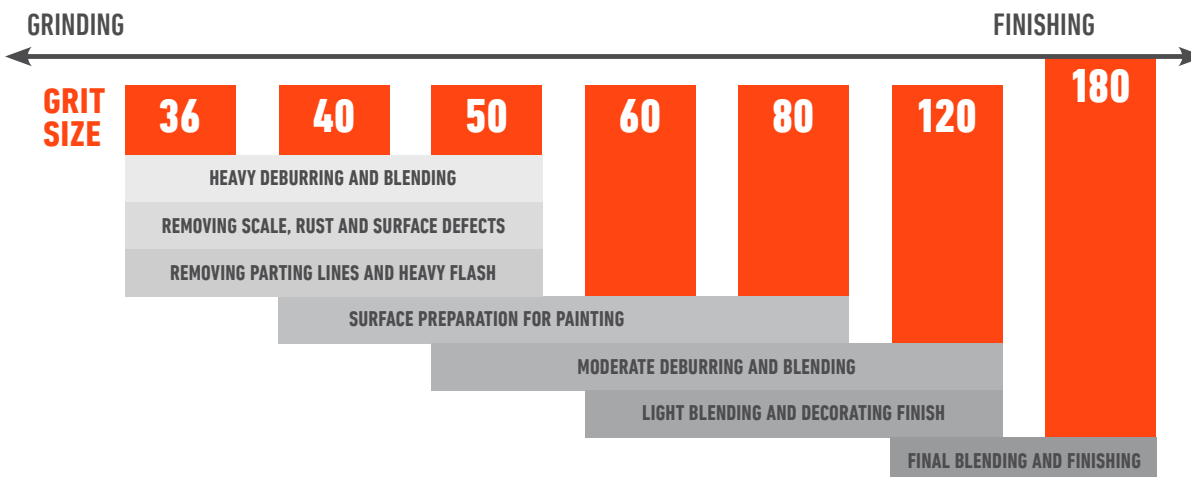 GRINDING
FINISHING
GRIT
SIZE
36
40
50
60
80
120
180
HEAVY DEBURRING AND BLENDING
REMOVING SCALE, RUST AND SURFACE DEFECTS
REMOVING PARTING LINES AND HEAVY FLASH
SURFACE PREPARATION FOR PAINTING
MODERATE DEBURRING AND BLENDING
LIGHT BLENDING AND DECORATING FINISH
FINAL BLENDING AND FINISHING